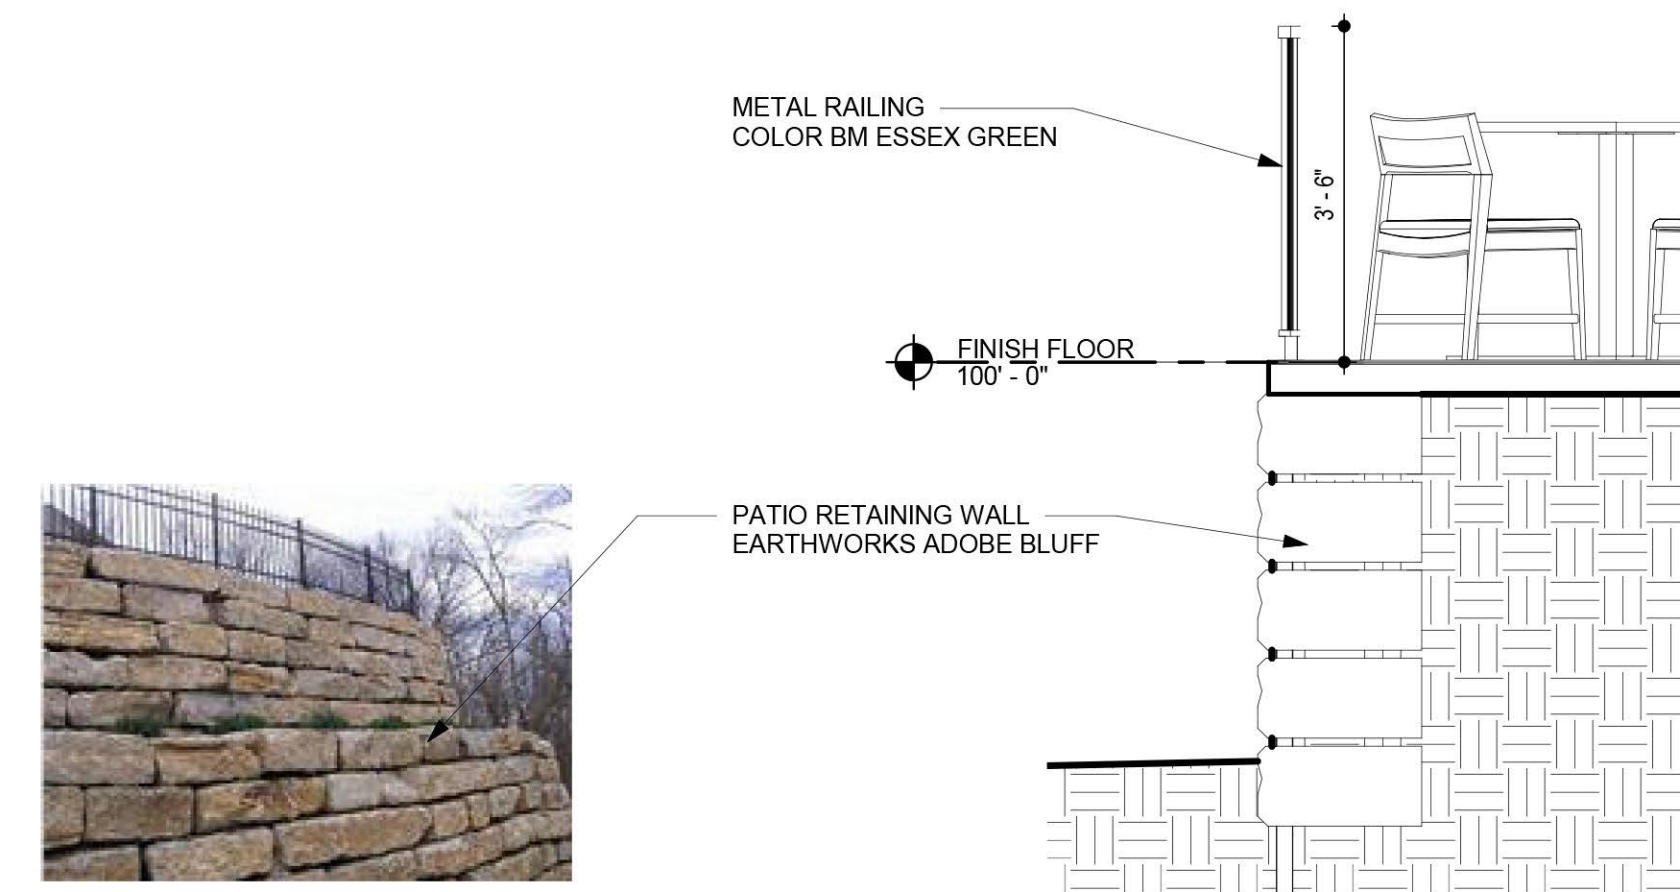 METAL RAILING
COLOR BM ESSEX GREEN
3' - 6"
FINISH FLOOR
100' - 0"
PATIO RETAINING WALL
EARTHWORKS ADOBE BLUFF